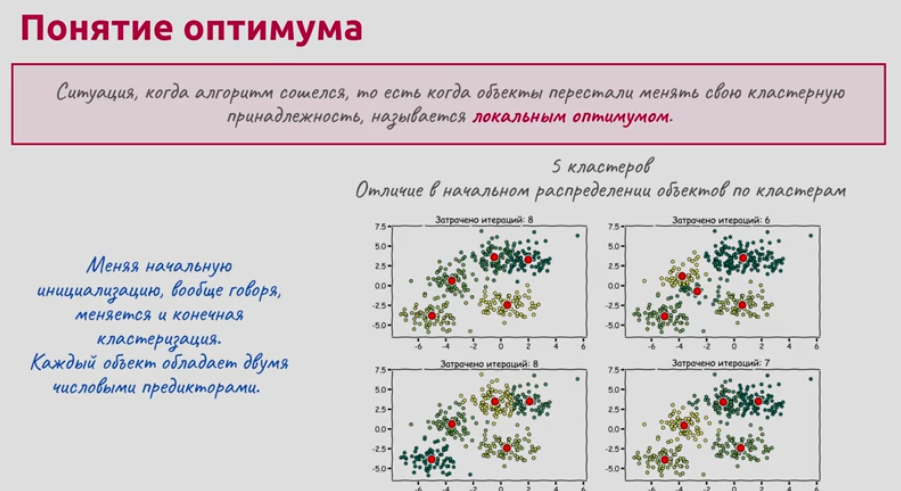 Понятие оптимума
Ситуация, когда алгоритм сошелся, то есть когда объекты перестали менять свою кластерную
принадлежность, называется локальным оптимумом.
5 кластеров
Отличие в начальном распределении объектов по кластерам
Меняя начальную
инициализацию, вообще говоря,
меняется и конечная
кластеризация.
Каждый объект обладает двумя
числовыми предикторами.
Затрачено итераций: 8
7.5
5.0
2.5
0.0
-2.5
-5.0
-6 -4 -2 0 2 4 6
Затрачено итераций: 6
7.5
5.0
2.5
0.0
-2.5
-5.0
-6 -4 -2 0 2 4 6
Затрачено итераций: 8
7.5
5.0
2.5
0.0
-2.5
-5.0
-6 -4 -2 0 2 4 6
Затрачено итераций: 7
7.5
5.0
2.5
0.0
-2.5
-5.0
-6 -4 -2 0 2 4 6